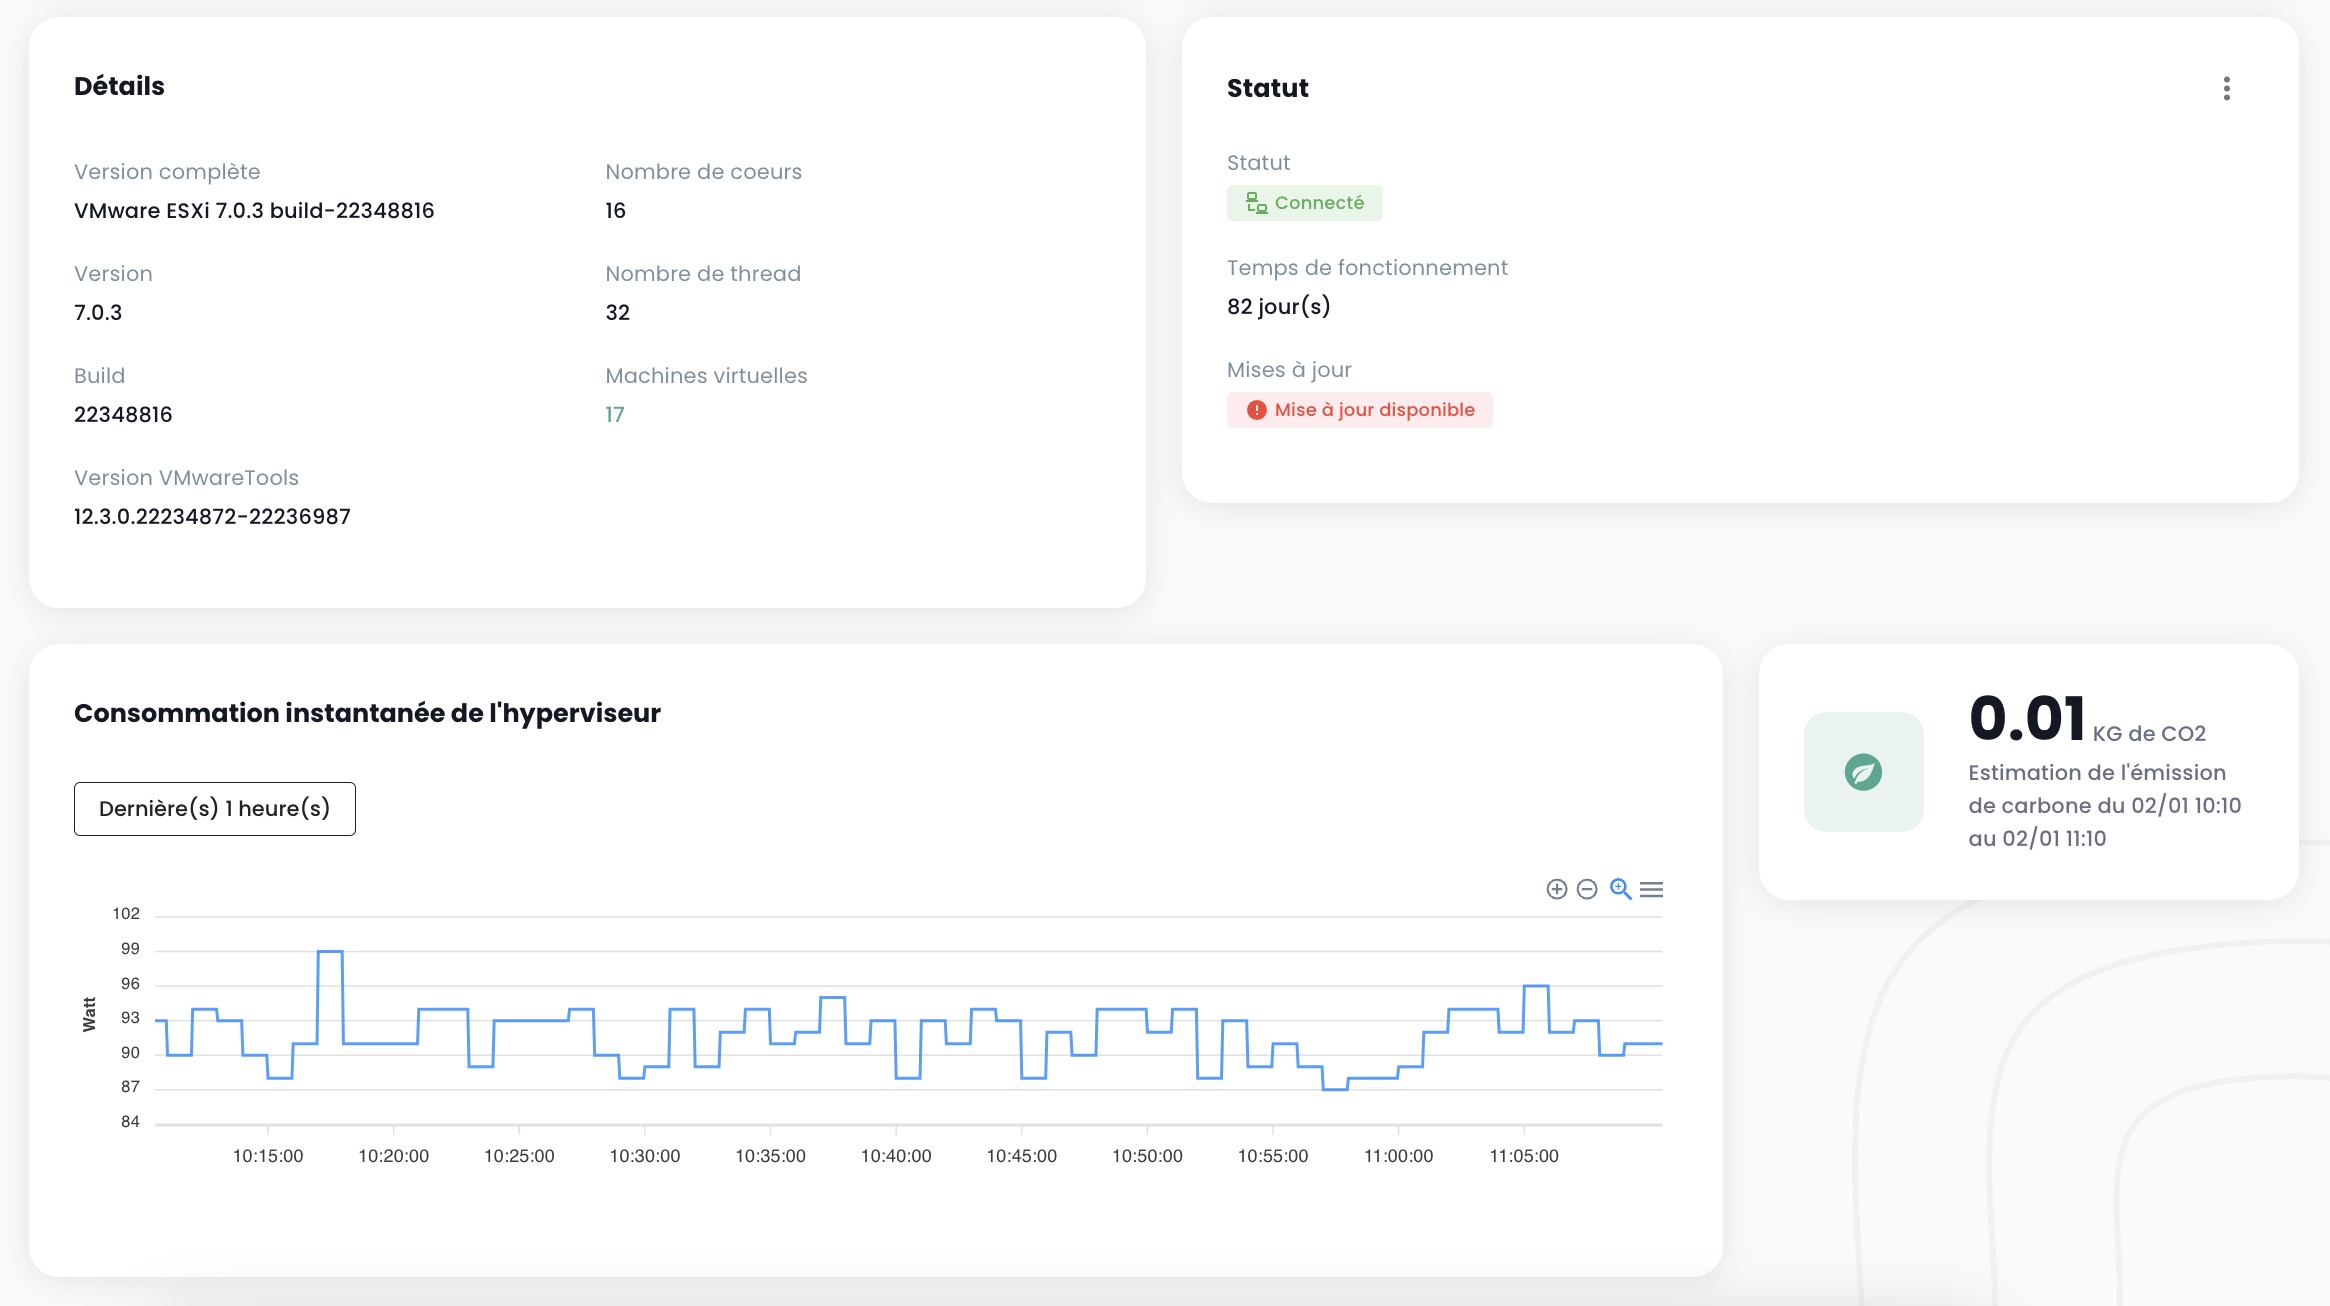 Détails
Version complète
VMware ESXi 7.0.3 build-22348816
Version
7.0.3
Build
22348816
Version VMwareTools
12.3.0.22234872-22236987
Nombre de coeurs
16
Nombre de thread
32
Machines virtuelles
17
Statut
Statut
Connecté
Temps de fonctionnement
82 jour(s)
Mises à jour
Mise à jour disponible
Consommation instantanée de l'hyperviseur
Dernière(s) 1 heure(s)
Watt
102
99
96
93
90
87
84
10:15:00 10:20:00 10:25:00 10:30:00 10:35:00 10:40:00 10:45:00 10:50:00 10:55:00 11:00:00 11:05:00
0.01 KG de CO2
Estimation de l'émission
de carbone du 02/01 10:10
au 02/01 11:10